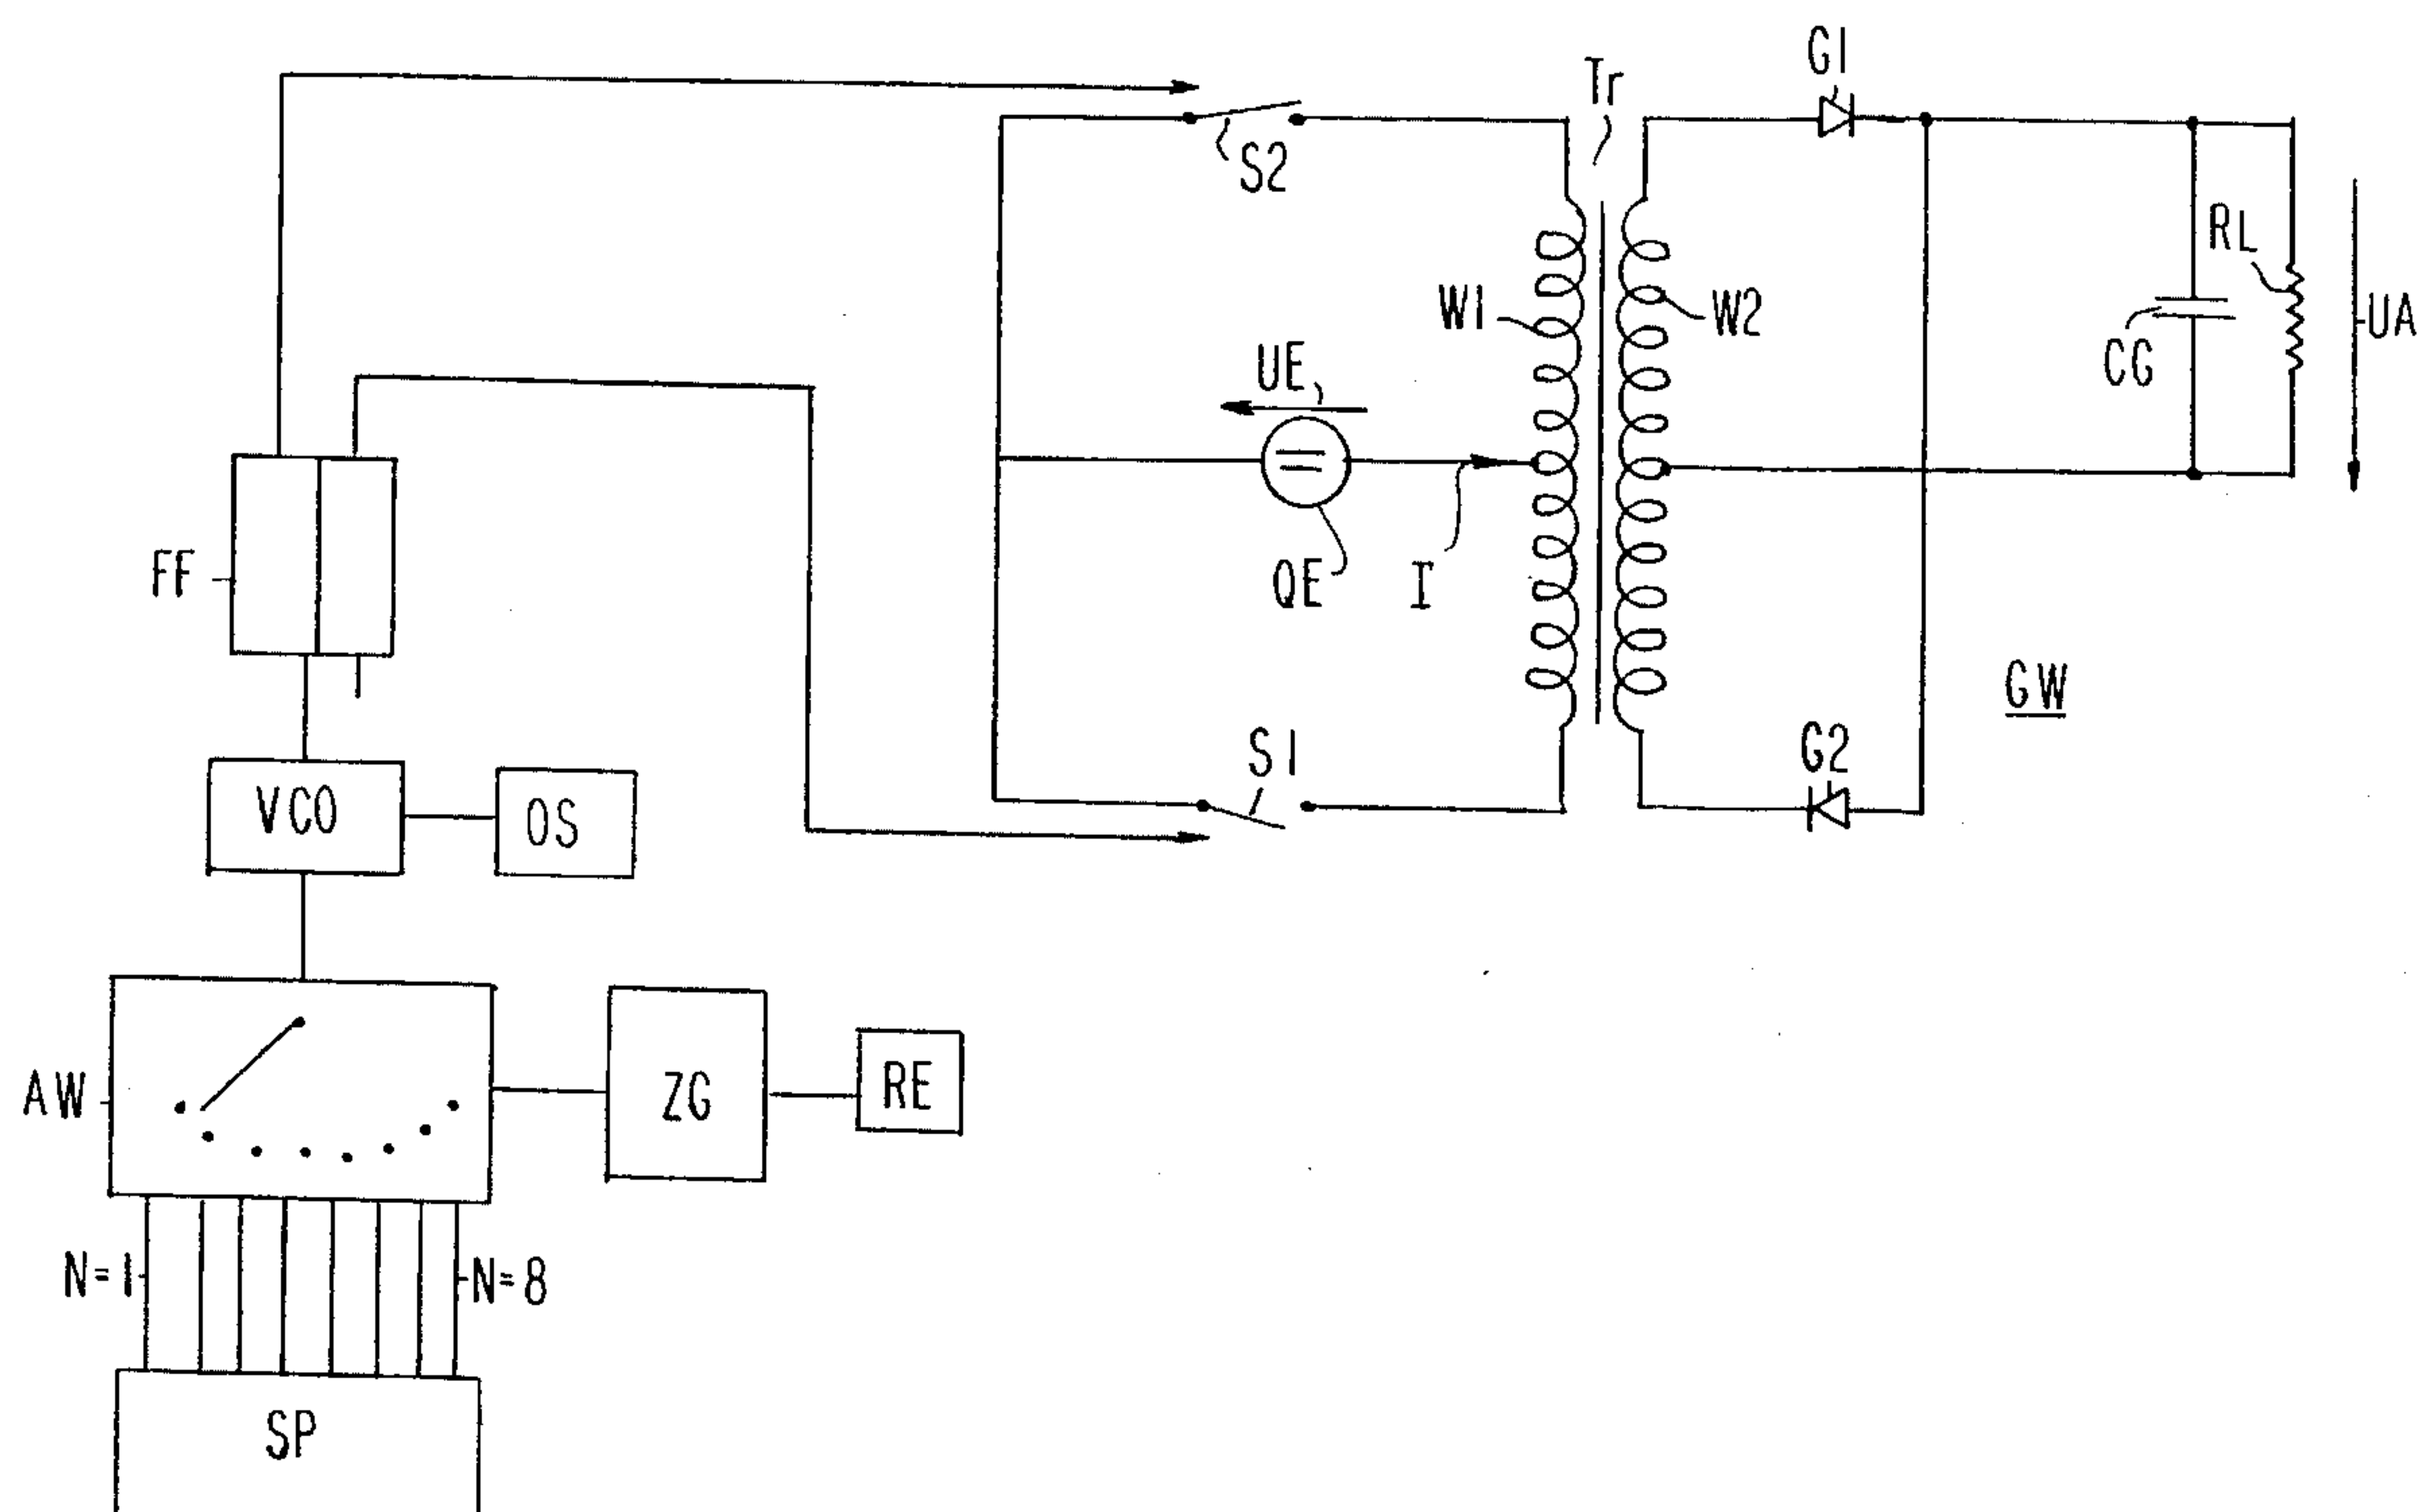 G1
Tr
S2
RL
W1
W2
UA
UE
CG
FF
QE
I
GW
S1
G2
VCO
OS
AW
ZG
RE
N=1
N=8
SP